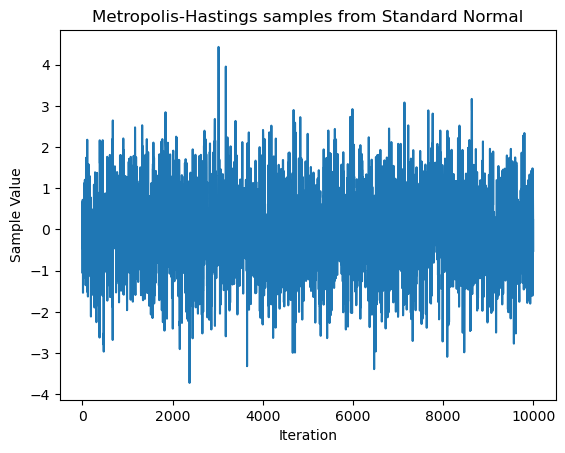 Metropolis-Hastings samples from Standard Normal
4
3
2
1
0
−1
−2
−3
−4
Sample Value
0 2000 4000 6000 8000 10000
Iteration